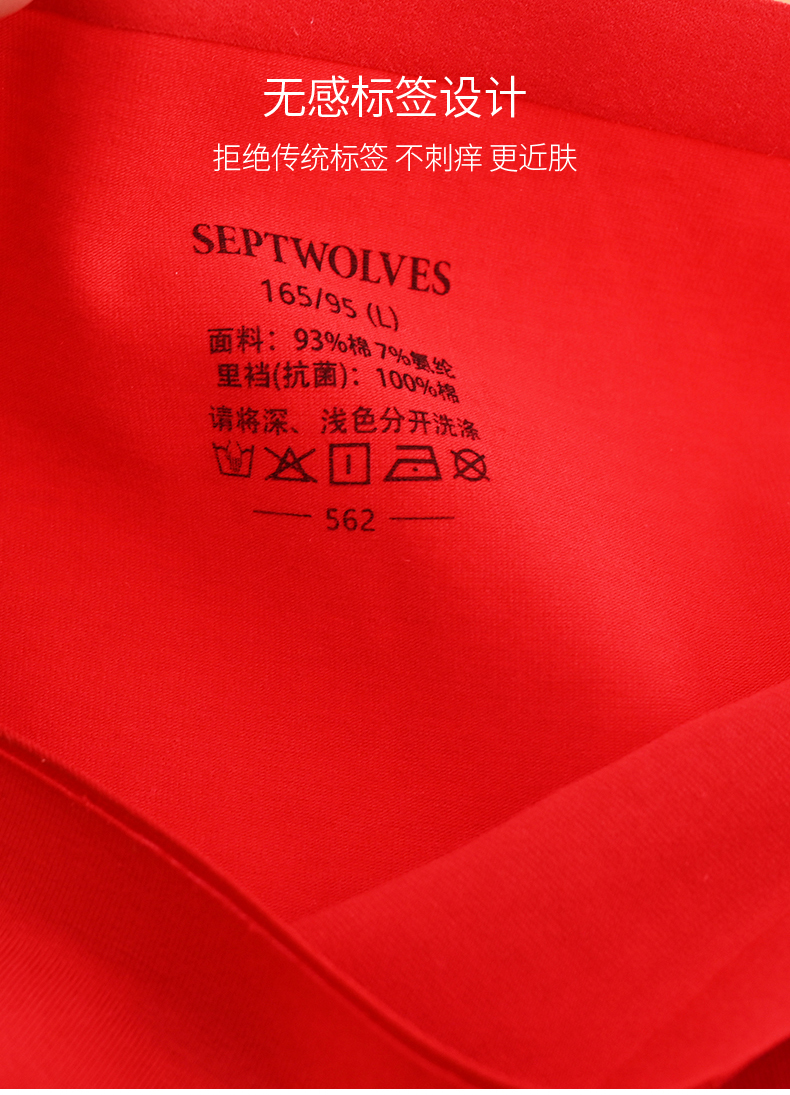 无感标签设计
拒绝传统标签 不刺痒 更近肤
SEPTWOLVES
165/95 (L)
面料：93%棉 7%氨纶
里裆(抗菌)：100%棉
请将深、浅色分开洗涤
562